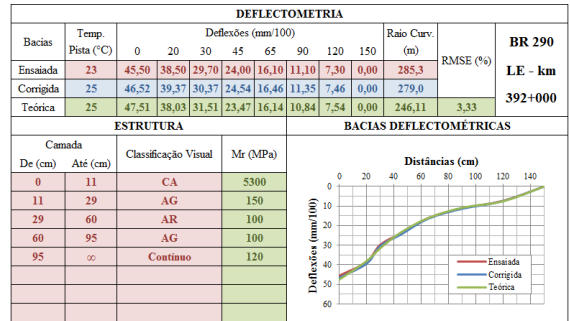 DEFLECTOMETRIA
Bacias Temp. Pista (°C) Deflexões (mm/100) Raio Curv. (m) RMSE (%) BR 290
0 20 30 45 65 90 120 150 LE - km
Ensaiada 23 45,50 38,50 29,70 24,00 16,10 11,10 7,30 0,00 285,3 392+000
Corrigida 25 46,52 39,37 30,37 24,54 16,46 11,35 7,46 0,00 279,0
Teórica 25 47,51 38,03 31,51 23,47 16,14 10,84 7,54 0,00 246,11 3,33
ESTRUTURA BACIAS DEFLECTOMÉTRICAS
Camada Classificação Visual Mr (MPa)
De (cm) Até (cm)
0 11 CA 5300
11 29 AG 150
29 60 AR 100
60 95 AG 100
95 ∞ Contínuo 120
Distâncias (cm)
0 20 40 60 80 100 120 140
Deflexões (mm/100)
0
10
20
30
40
50
60
Ensaiada
Corrigida
Teórica